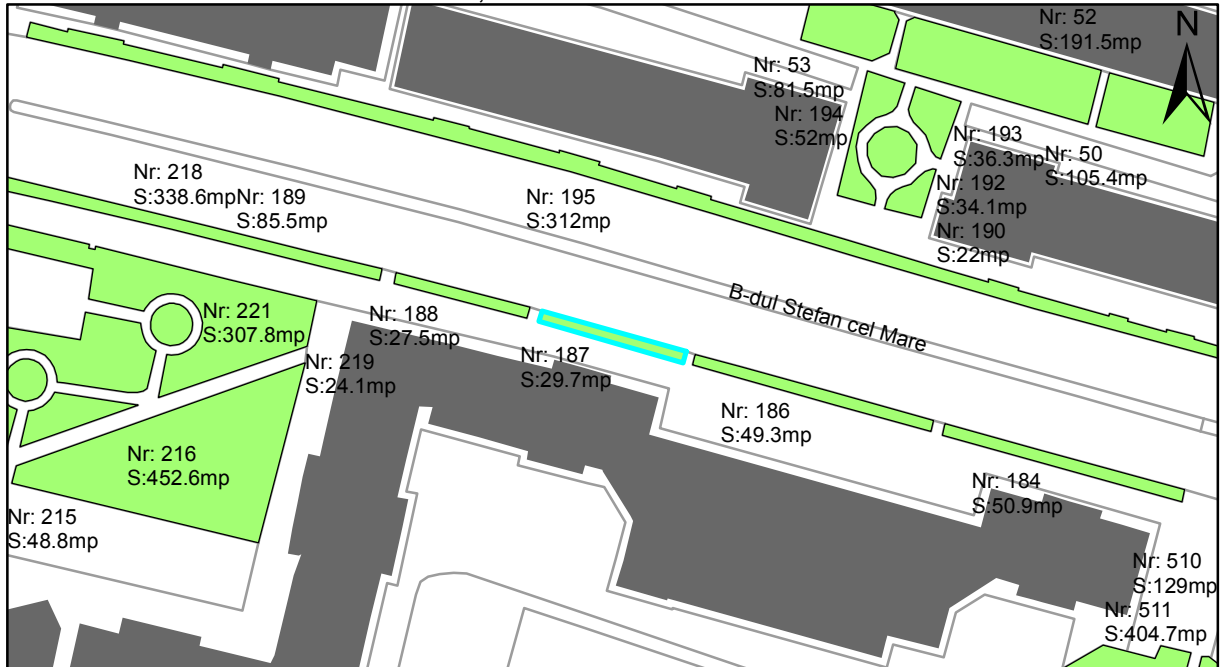 Nr: 52
S:191.5mp
N
Nr: 53
S:81.5mp
Nr: 194
S:52mp
Nr: 193
S:36.3mp
Nr: 50
S:105.4mp
Nr: 218
S:338.6mp
Nr: 189
S:85.5mp
Nr: 195
S:312mp
Nr: 192
S:34.1mp
Nr: 190
S:22mp
B-dul Stefan cel Mare
Nr: 221
S:307.8mp
Nr: 188
S:27.5mp
Nr: 219
S:24.1mp
Nr: 187
S:29.7mp
Nr: 186
S:49.3mp
Nr: 216
S:452.6mp
Nr: 184
S:50.9mp
Nr: 215
S:48.8mp
Nr: 510
S:129mp
Nr: 511
S:404.7mp